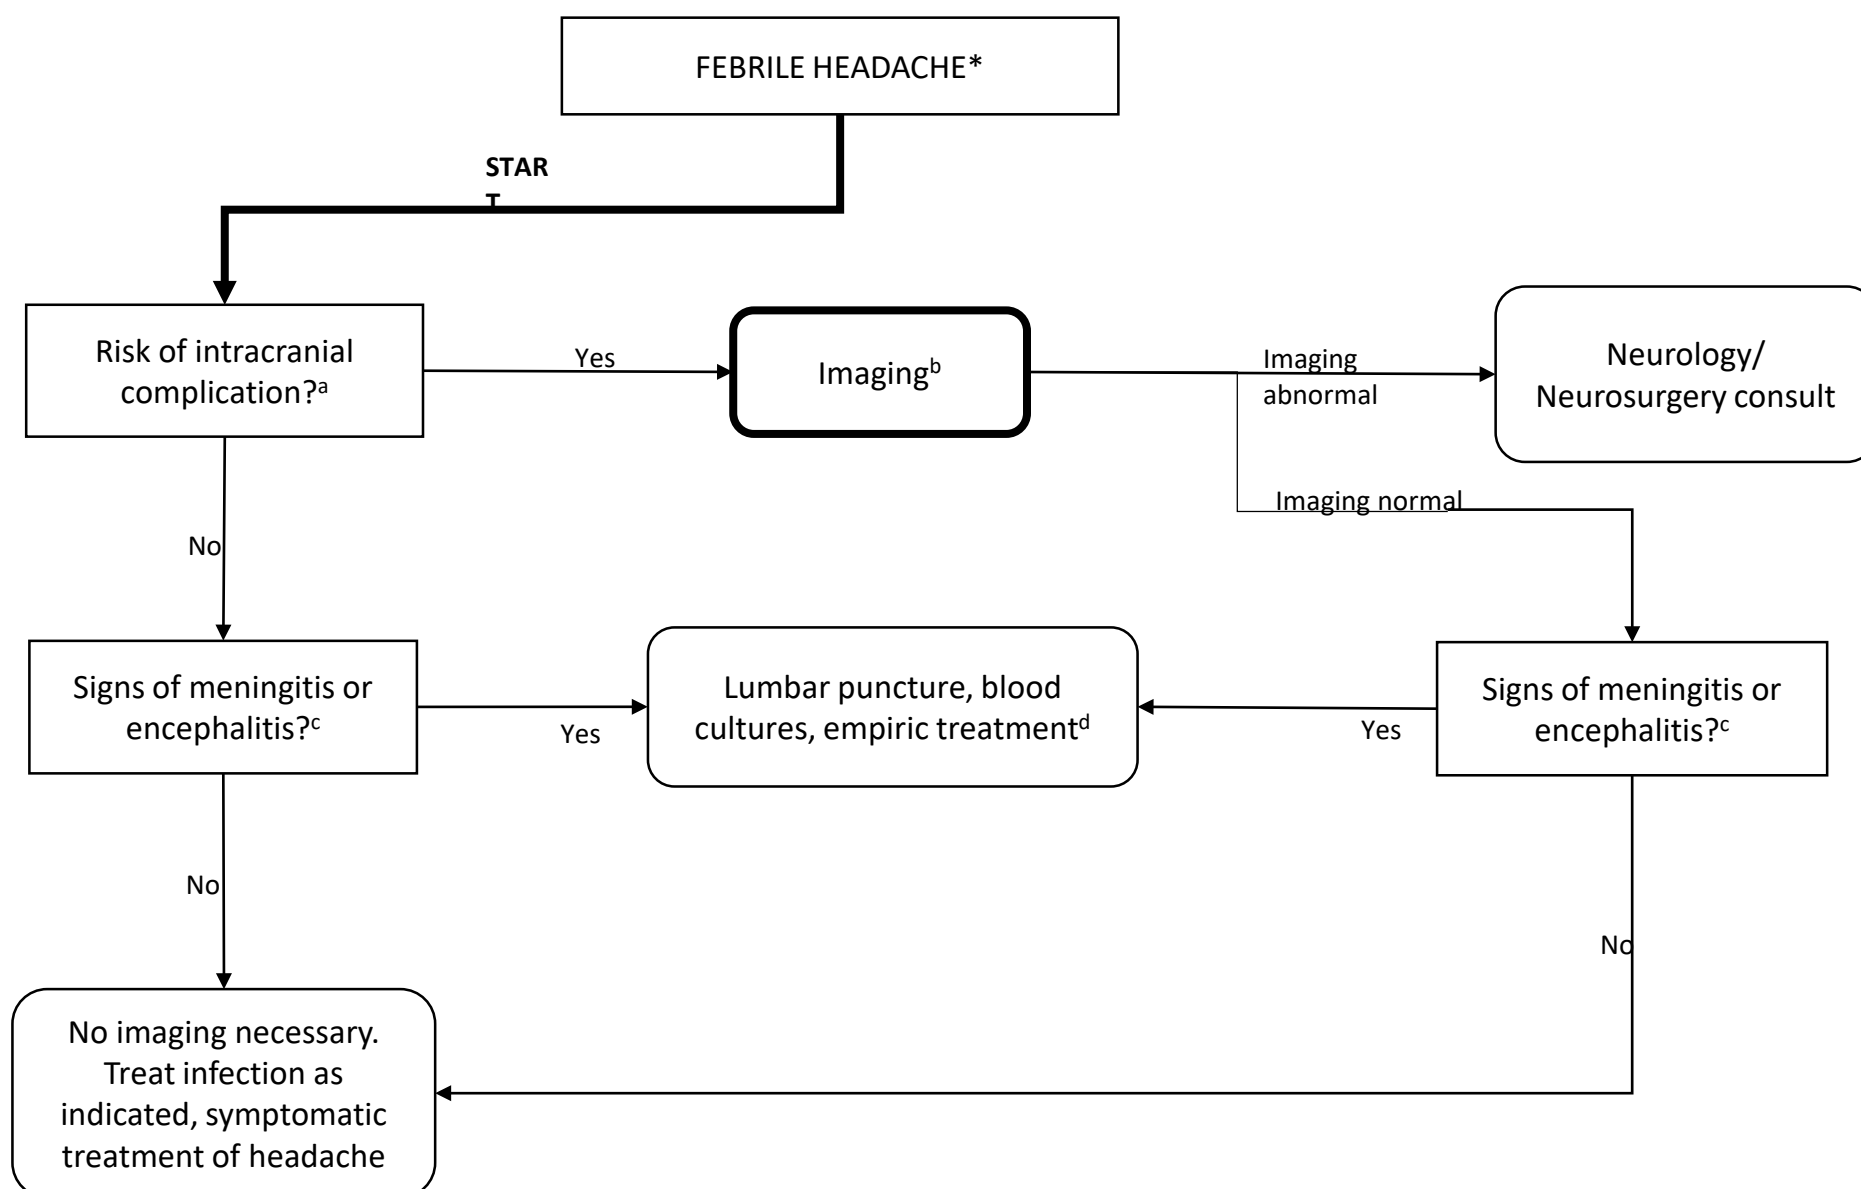 FEBRILE HEADACHE*
STAR
T
Risk of intracranial
complication?ᵃ
Yes
Imagingᵇ
Imaging
abnormal
Neurology/
Neurosurgery consult
Imaging normal
No
Signs of meningitis or
encephalitis?ᶜ
Yes
Lumbar puncture, blood
cultures, empiric treatmentᵈ
Yes
Signs of meningitis or
encephalitis?ᶜ
No
No
No imaging necessary.
Treat infection as
indicated, symptomatic
treatment of headache